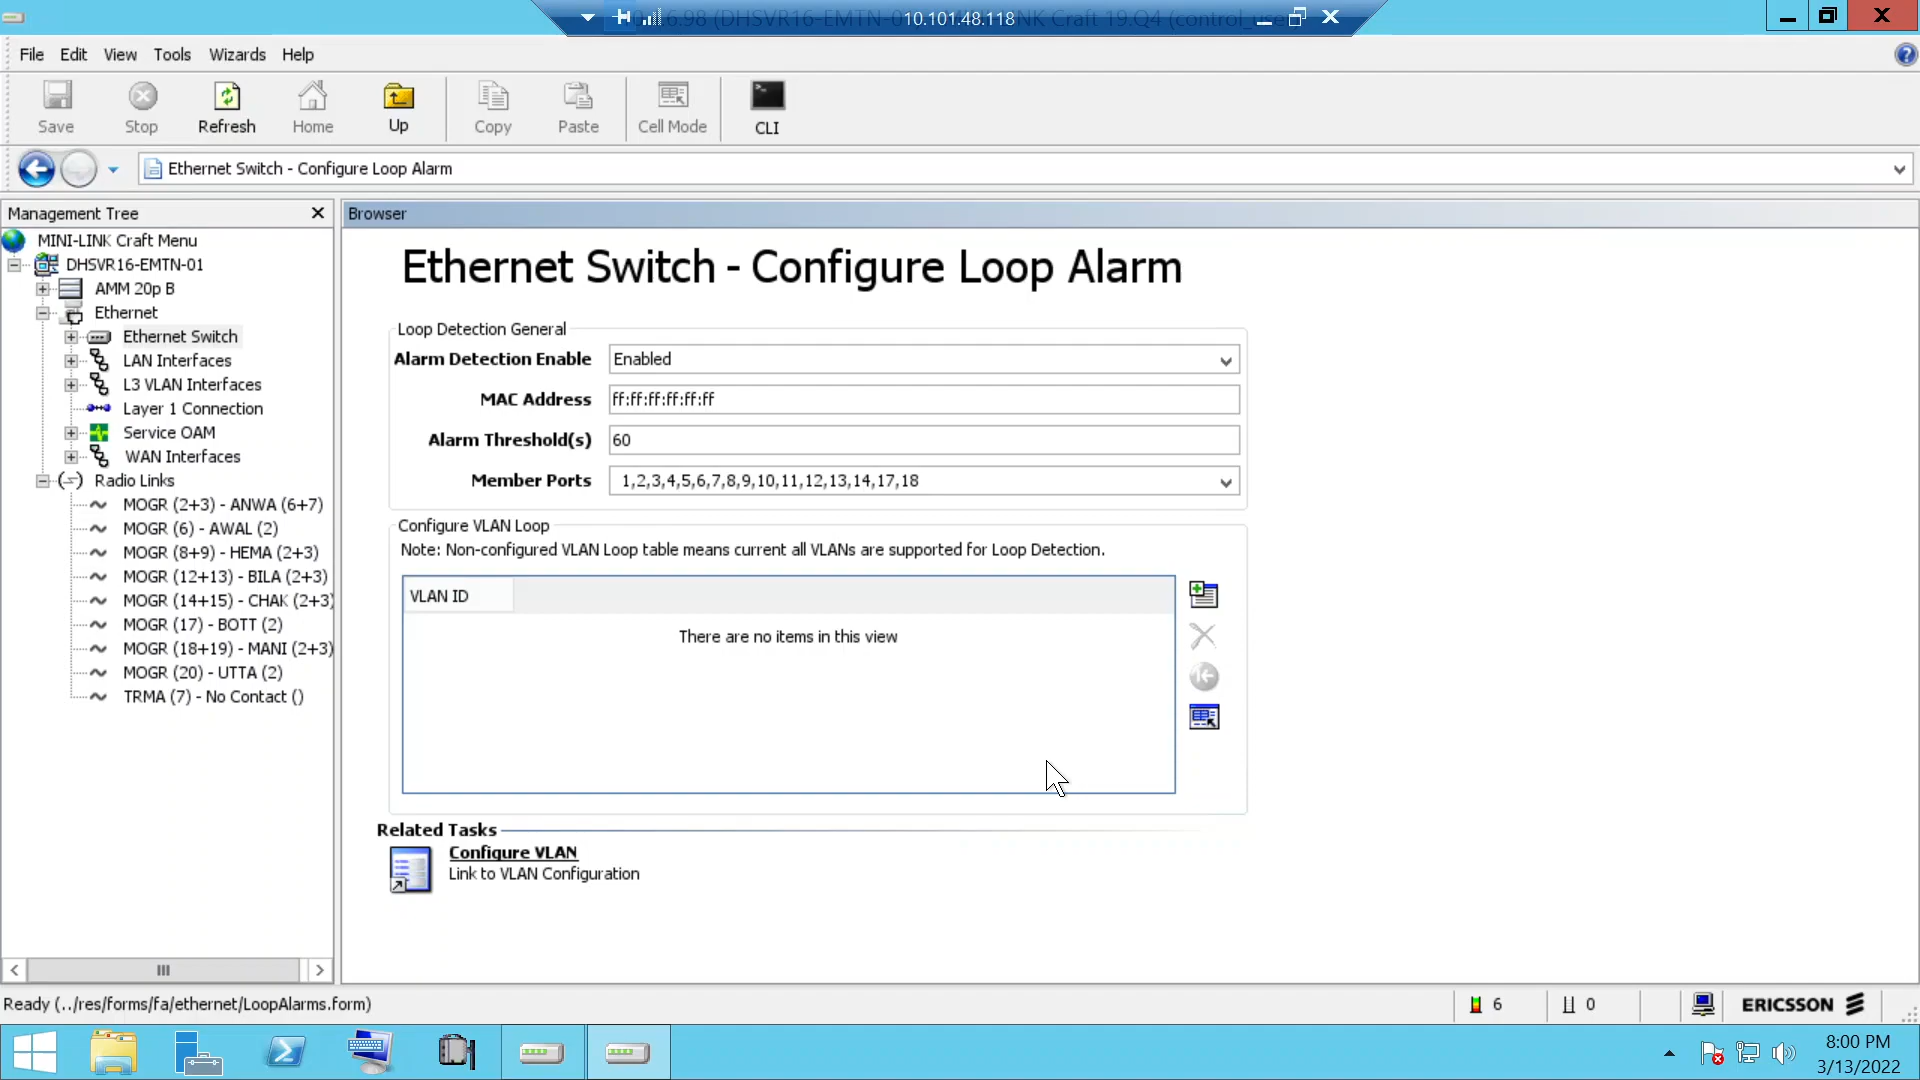 10.101.48.118
File Edit View Tools Wizards Help
Save Stop Refresh Home Up Copy Paste Cell Mode CLI
Ethernet Switch - Configure Loop Alarm
Management Tree
Browser
MINI-LINK Craft Menu
DHSVR16-EMTN-01
AMM 20p B
Ethernet
Ethernet Switch
LAN Interfaces
L3 VLAN Interfaces
Layer 1 Connection
Service OAM
WAN Interfaces
Radio Links
MOGR (2+3) - ANWA (6+7)
MOGR (6) - AWAL (2)
MOGR (8+9) - HEMA (2+3)
MOGR (12+13) - BILA (2+3)
MOGR (14+15) - CHAK (2+3)
MOGR (17) - BOTT (2)
MOGR (18+19) - MANI (2+3)
MOGR (20) - UTTA (2)
TRMA (7) - No Contact ()
Ethernet Switch - Configure Loop Alarm
Loop Detection General
Alarm Detection Enable Enabled
MAC Address ff:ff:ff:ff:ff:ff
Alarm Threshold(s) 60
Member Ports 1,2,3,4,5,6,7,8,9,10,11,12,13,14,17,18
Configure VLAN Loop
Note: Non-configured VLAN Loop table means current all VLANs are supported for Loop Detection.
VLAN ID
There are no items in this view
Related Tasks
Configure VLAN
Link to VLAN Configuration
Ready (../res/forms/fa/ethernet/LoopAlarms.form)
6 0 ERICSSON
8:00 PM
3/13/2022